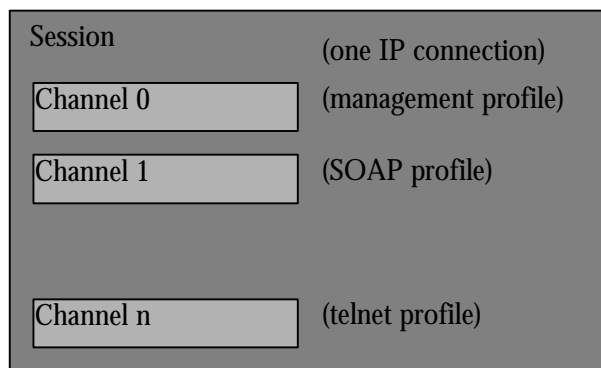 Session
(one IP connection)
Channel 0 (management profile)
Channel 1 (SOAP profile)
Channel n (telnet profile)